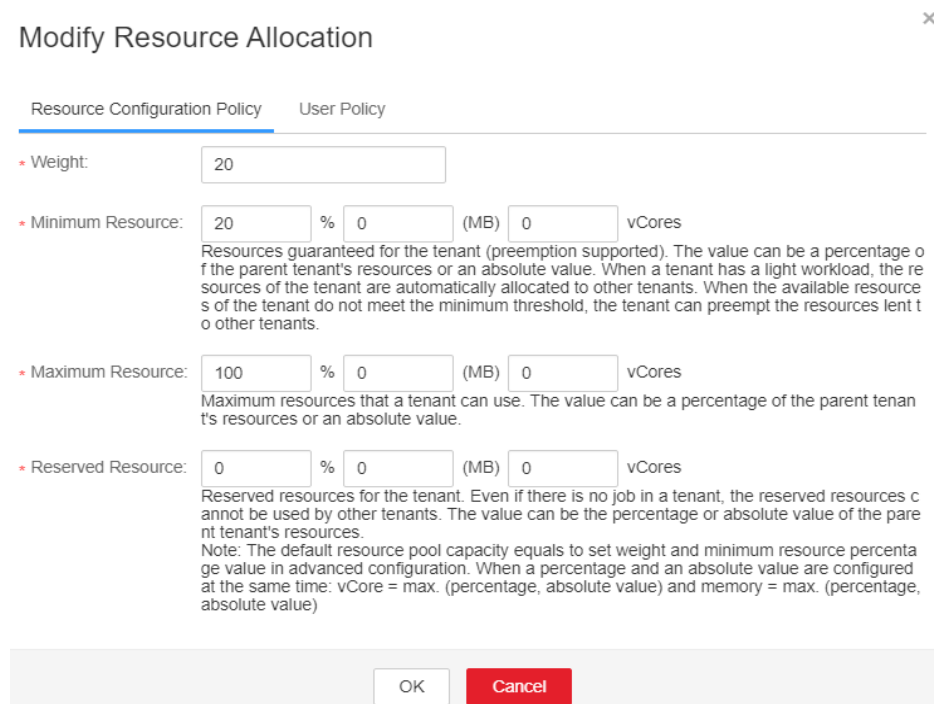 ×
Modify Resource Allocation
Resource Configuration Policy User Policy
* Weight: 20
* Minimum Resource: 20 % 0 (MB) 0 vCores
Resources guaranteed for the tenant (preemption supported). The value can be a percentage o
f the parent tenant's resources or an absolute value. When a tenant has a light workload, the re
sources of the tenant are automatically allocated to other tenants. When the available resource
s of the tenant do not meet the minimum threshold, the tenant can preempt the resources lent t
o other tenants.
* Maximum Resource: 100 % 0 (MB) 0 vCores
Maximum resources that a tenant can use. The value can be a percentage of the parent tenan
t's resources or an absolute value.
* Reserved Resource: 0 % 0 (MB) 0 vCores
Reserved resources for the tenant. Even if there is no job in a tenant, the reserved resources c
annot be used by other tenants. The value can be the percentage or absolute value of the pare
nt tenant's resources.
Note: The default resource pool capacity equals to set weight and minimum resource percenta
ge value in advanced configuration. When a percentage and an absolute value are configured
at the same time: vCore = max. (percentage, absolute value) and memory = max. (percentage,
absolute value)
OK Cancel